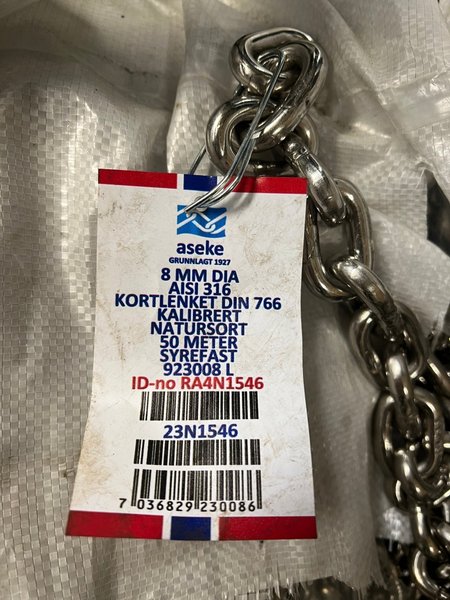 aseke
GRUNNLAGT 1927
8 MM DIA
AISI 316
KORTLENKET DIN 766
KALIBRERT
NATURSORT
50 METER
SYREFAST
923008 L
ID-no RA4N1546
23N1546
7 036829 230086